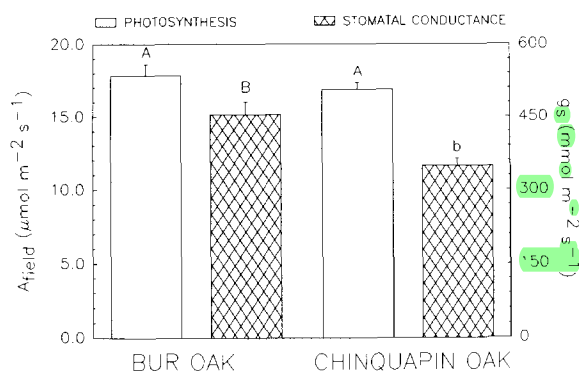 PHOTOSYNTHESIS STOMATAL CONDUCTANCE
20.0
15.0
10.0
5.0
0.0
Afield (μmol m−2 s−1)
A
B
A
b
600
450
300
150
0
gs (mmol m−2 s−1)
BUR OAK CHINQUAPIN OAK